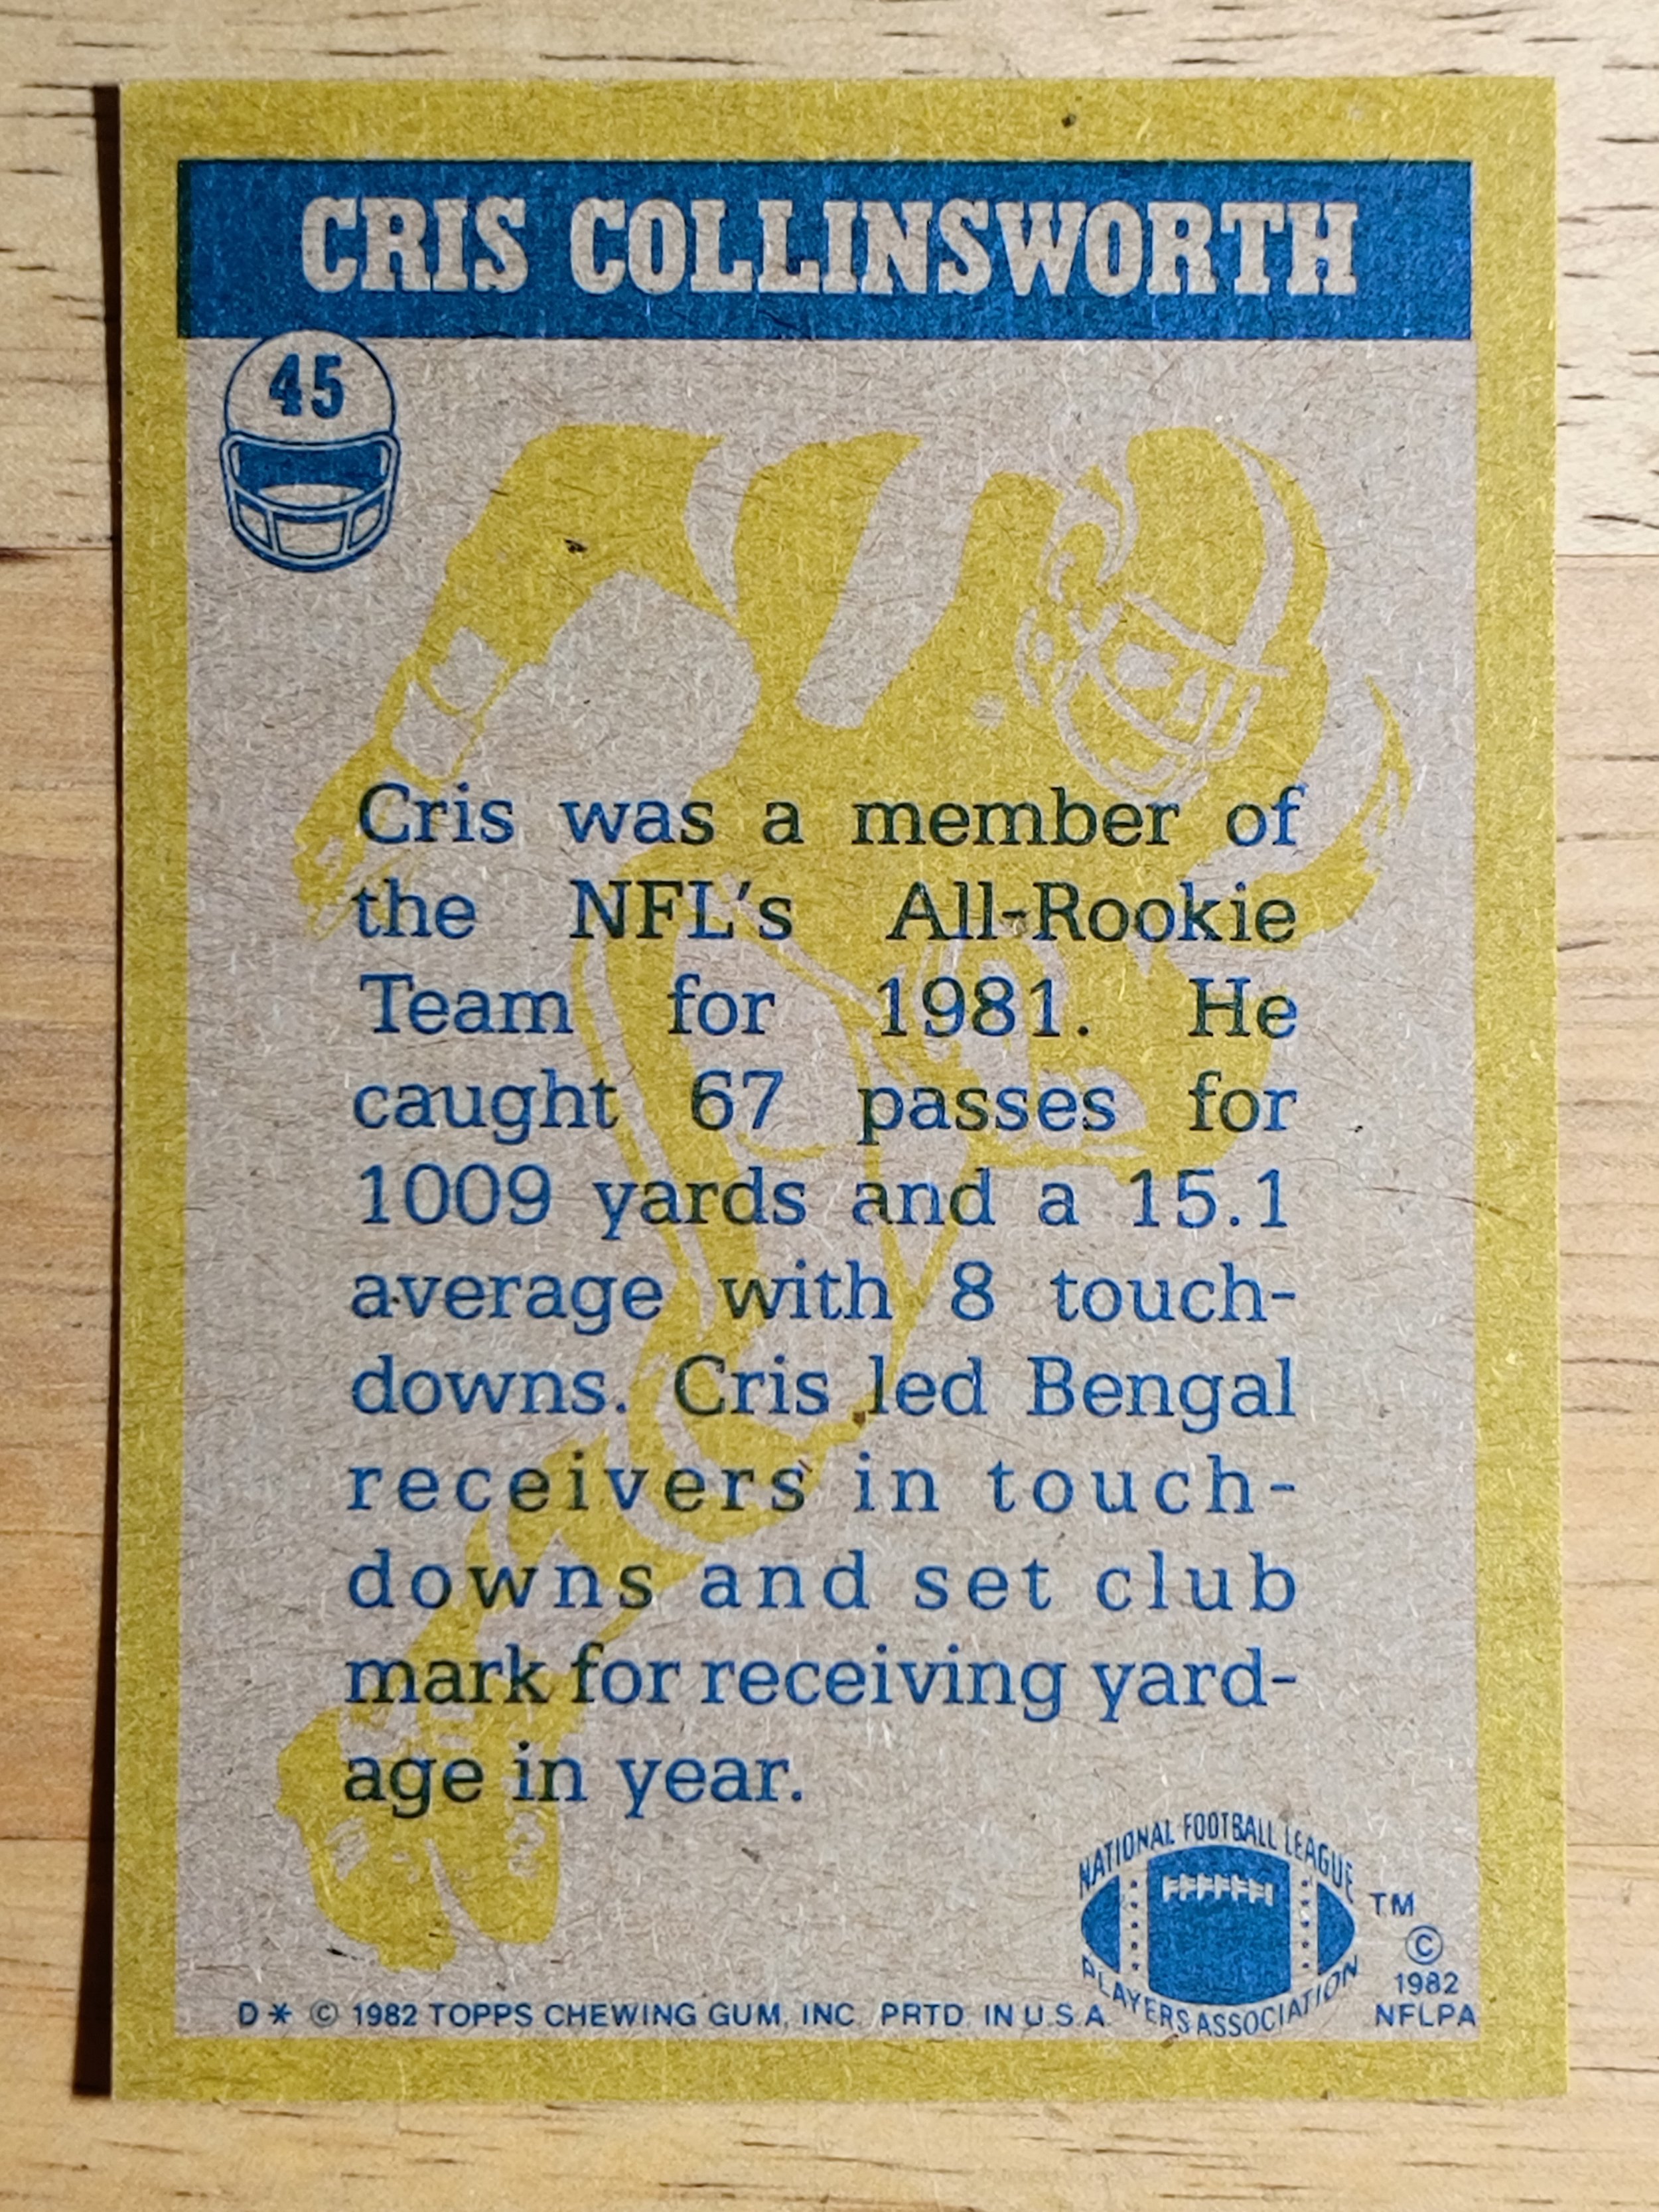 CRIS COLLINSWORTH
45
Cris was a member of
the NFL's All-Rookie
Team for 1981. He
caught 67 passes for
1009 yards and a 15.1
average with 8 touch-
downs. Cris led Bengal
receivers in touch-
downs and set club
mark for receiving yard-
age in year.
NATIONAL FOOTBALL LEAGUE
PLAYERS ASSOCIATION
TM
©
1982
NFLPA
D * © 1982 TOPPS CHEWING GUM, INC. PRTD. IN U.S.A.